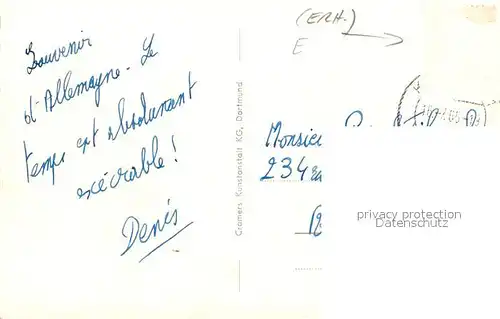 (ERH.)
E
Souvenir
d'Allemagne. Le
temps est absolument
exécrable!
Denis
Cramers Kunstanstalt KG, Dortmund
Monsieu
234
privacy protection
Datenschutz